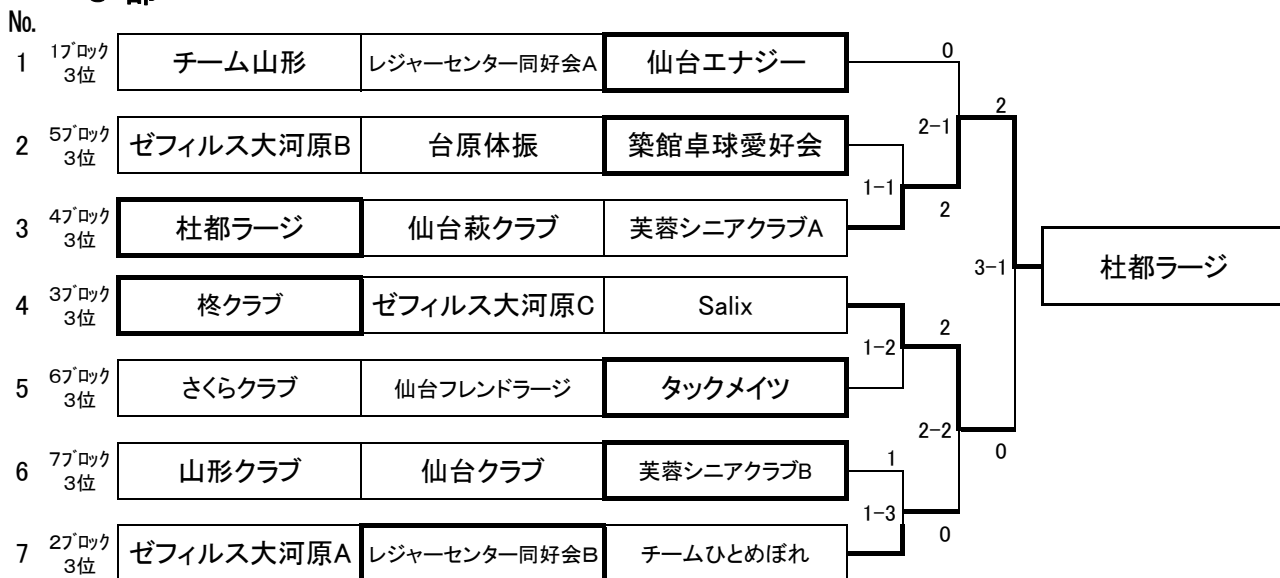 No.
1 1ブロック 3位 チーム山形 レジャーセンター同好会A 仙台エナジー
0
2
2-1
2 5ブロック 3位 ゼフィルス大河原B 台原体振 築館卓球愛好会
1-1
2
3 4ブロック 3位 杜都ラージ 仙台萩クラブ 芙蓉シニアクラブA
3-1 杜都ラージ
4 3ブロック 3位 柊クラブ ゼフィルス大河原C Salix
2
1-2
5 6ブロック 3位 さくらクラブ 仙台フレンドラージ タックメイツ
2-2
0
6 7ブロック 3位 山形クラブ 仙台クラブ 芙蓉シニアクラブB
1
1-3
0
7 2ブロック 3位 ゼフィルス大河原A レジャーセンター同好会B チームひとめぼれ